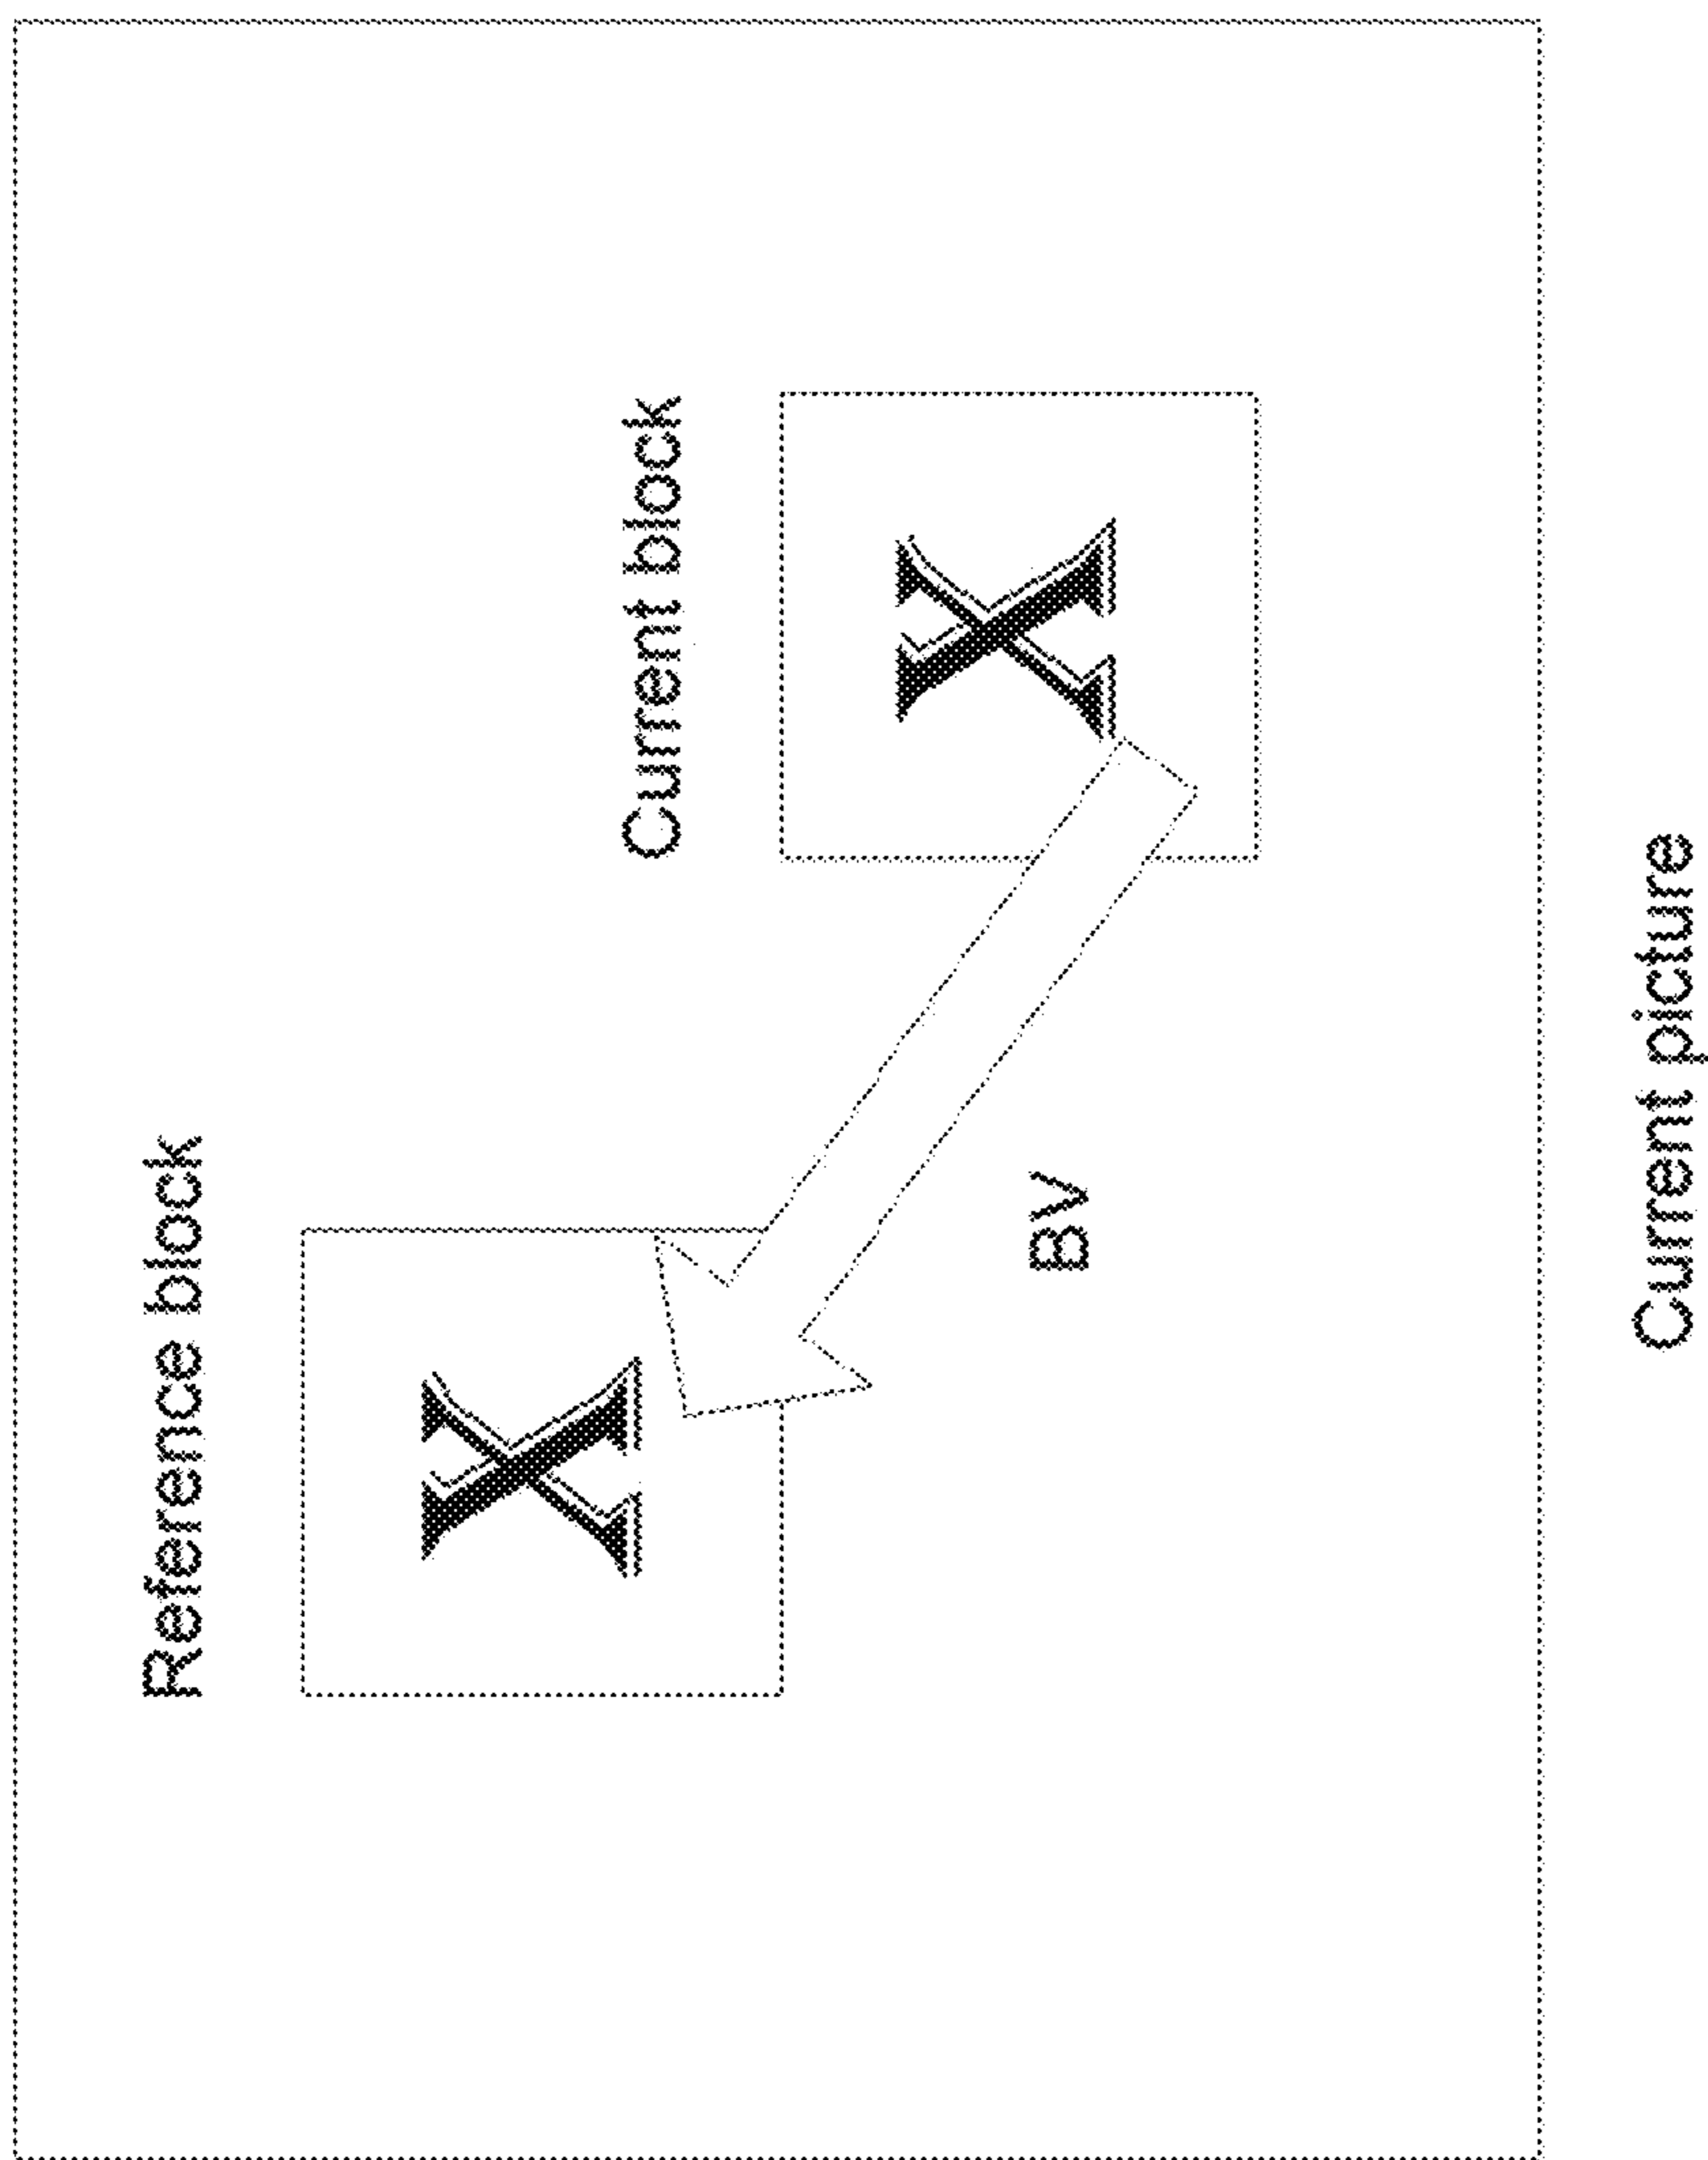 Reference block
X
Current block
X
BV
Current picture